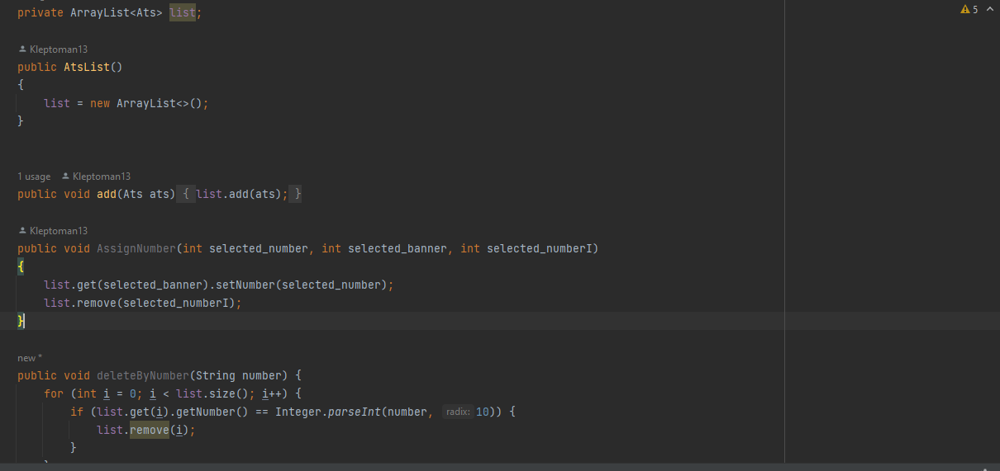 private ArrayList<Ats> list;
Kleptoman13
public AtsList()
{
    list = new ArrayList<>();
}
1 usage Kleptoman13
public void add(Ats ats) { list.add(ats); }
Kleptoman13
public void AssignNumber(int selected_number, int selected_banner, int selected_numberI)
{
    list.get(selected_banner).setNumber(selected_number);
    list.remove(selected_numberI);
}
new *
public void deleteByNumber(String number) {
    for (int i = 0; i < list.size(); i++) {
        if (list.get(i).getNumber() == Integer.parseInt(number, radix: 10)) {
            list.remove(i);
        }
5